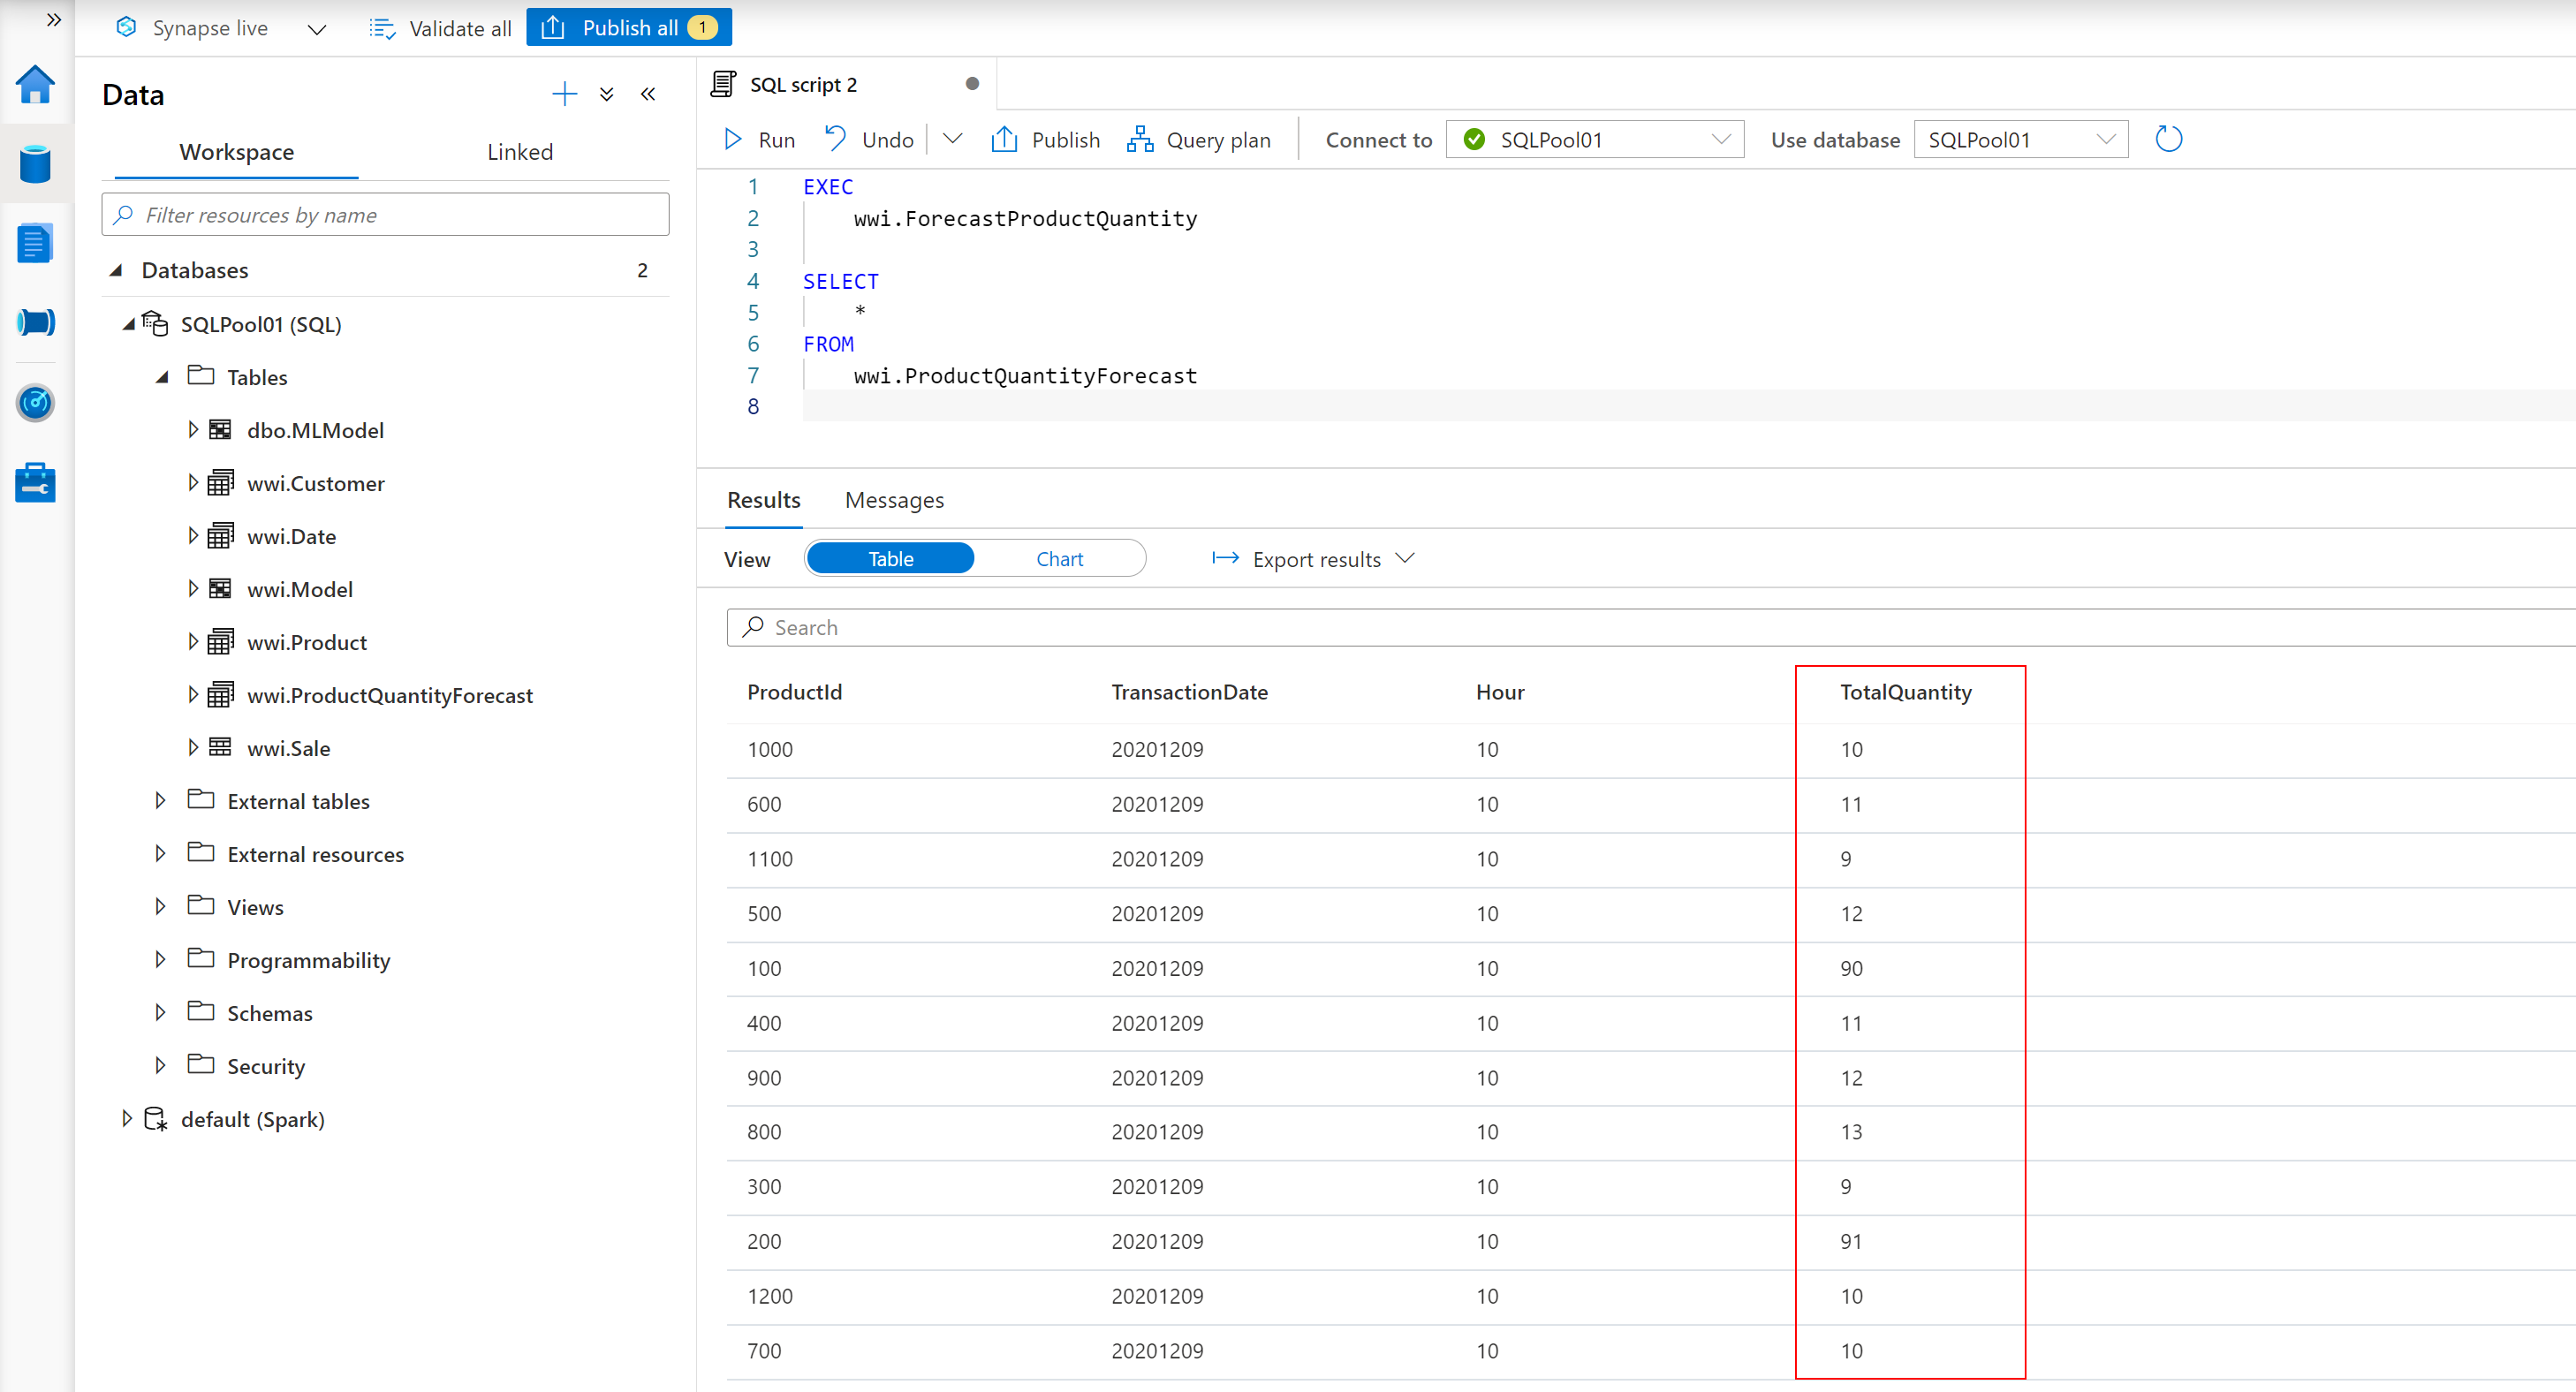 Synapse live Validate all Publish all 1
Data
Workspace Linked
Filter resources by name
Databases 2
SQLPool01 (SQL)
Tables
dbo.MLModel
wwi.Customer
wwi.Date
wwi.Model
wwi.Product
wwi.ProductQuantityForecast
wwi.Sale
External tables
External resources
Views
Programmability
Schemas
Security
default (Spark)
SQL script 2
Run Undo Publish Query plan Connect to SQLPool01 Use database SQLPool01
1 EXEC
2 wwi.ForecastProductQuantity
3
4 SELECT
5 *
6 FROM
7 wwi.ProductQuantityForecast
8
Results Messages
View Table Chart Export results
Search
ProductId TransactionDate Hour TotalQuantity
1000 20201209 10 10
600 20201209 10 11
1100 20201209 10 9
500 20201209 10 12
100 20201209 10 90
400 20201209 10 11
900 20201209 10 12
800 20201209 10 13
300 20201209 10 9
200 20201209 10 91
1200 20201209 10 10
700 20201209 10 10